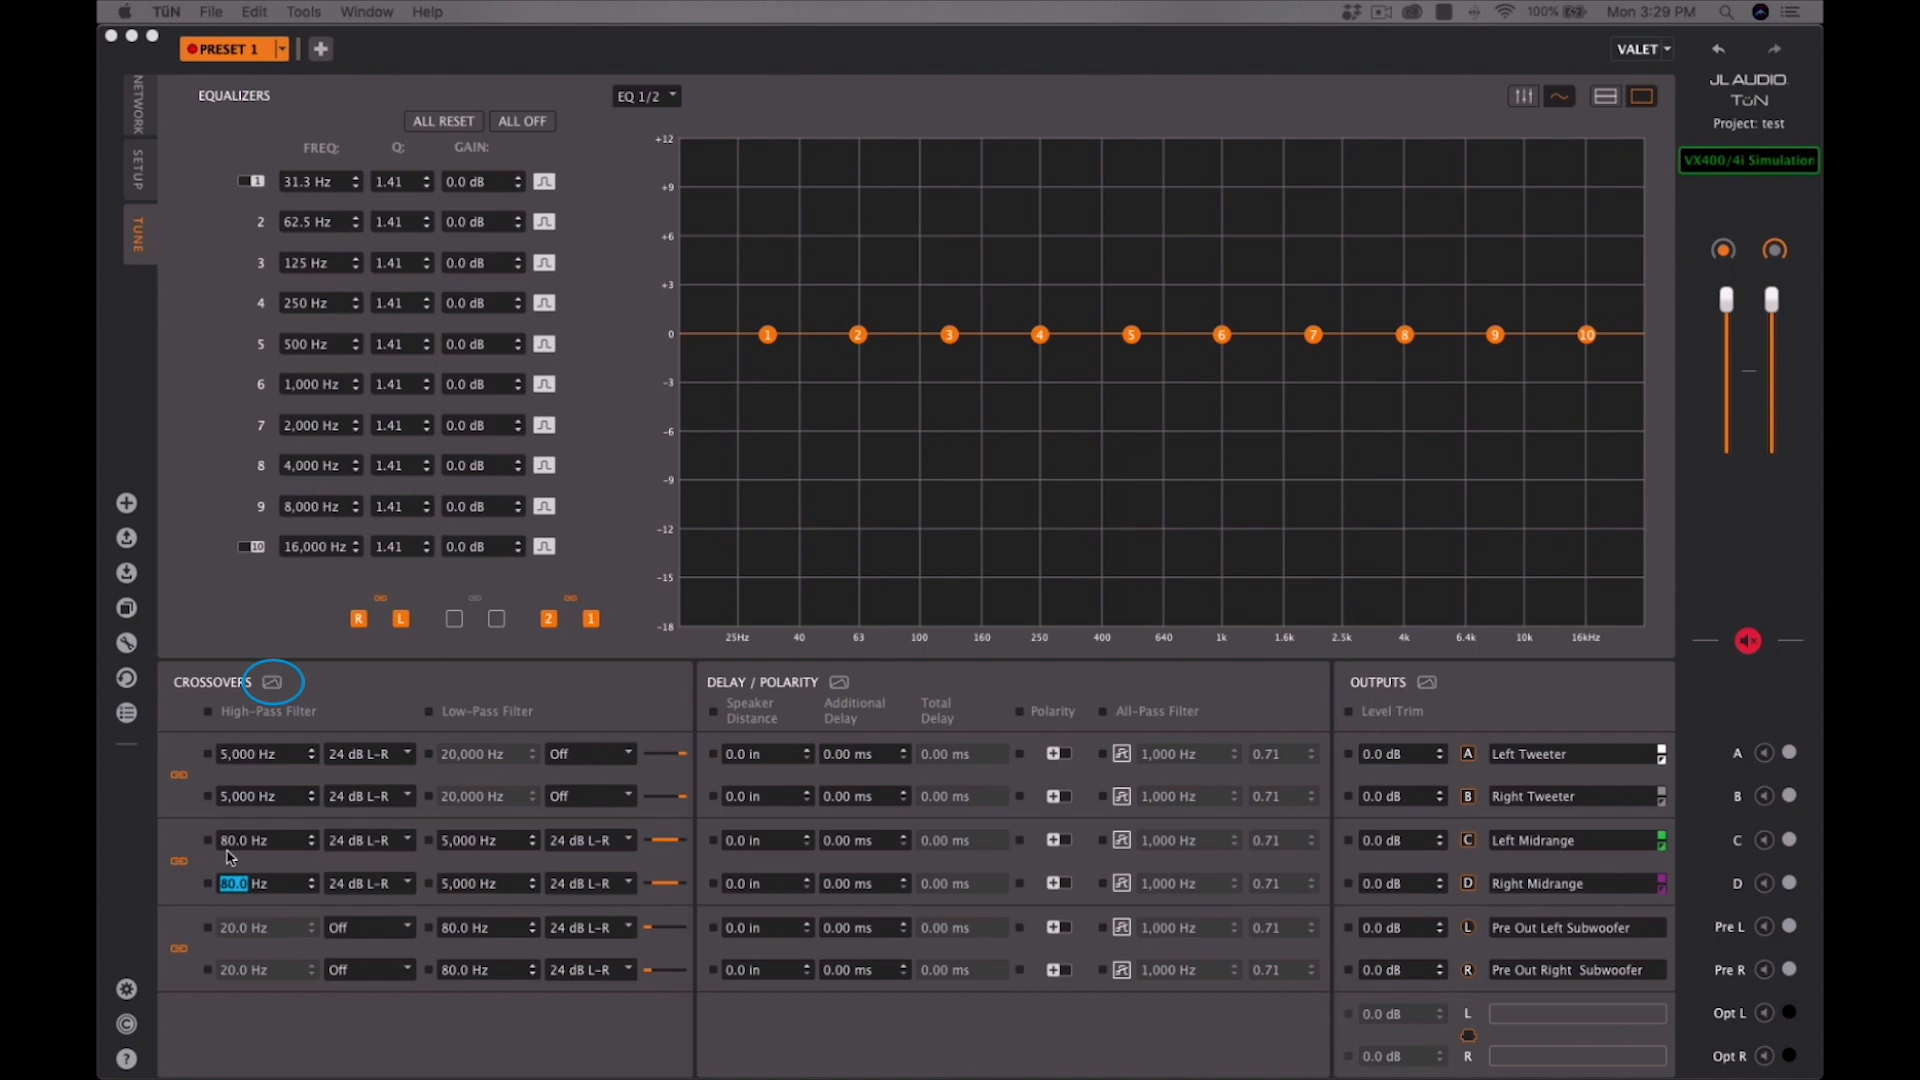 TüN File Edit Tools Window Help 100% Mon 3:29 PM
PRESET 1
VALET
NETWORK
SETUP
TUNE
EQUALIZERS
ALL RESET ALL OFF
FREQ: Q: GAIN:
1 31.3 Hz 1.41 0.0 dB
2 62.5 Hz 1.41 0.0 dB
3 125 Hz 1.41 0.0 dB
4 250 Hz 1.41 0.0 dB
5 500 Hz 1.41 0.0 dB
6 1,000 Hz 1.41 0.0 dB
7 2,000 Hz 1.41 0.0 dB
8 4,000 Hz 1.41 0.0 dB
9 8,000 Hz 1.41 0.0 dB
10 16,000 Hz 1.41 0.0 dB
R L 2 1
EQ 1/2
+12
+9
+6
+3
0
-3
-6
-9
-12
-15
-18
1 2 3 4 5 6 7 8 9 10
25Hz 40 63 100 160 250 400 640 1k 1.6k 2.5k 4k 6.4k 10k 16kHz
JL AUDIO
TüN
Project: test
VX400/4i Simulation
CROSSOVERS
High-Pass Filter Low-Pass Filter
5,000 Hz 24 dB L-R 20,000 Hz Off
5,000 Hz 24 dB L-R 20,000 Hz Off
80.0 Hz 24 dB L-R 5,000 Hz 24 dB L-R
80.0 Hz 24 dB L-R 5,000 Hz 24 dB L-R
20.0 Hz Off 80.0 Hz 24 dB L-R
20.0 Hz Off 80.0 Hz 24 dB L-R
DELAY / POLARITY
Speaker Distance Additional Delay Total Delay Polarity All-Pass Filter
0.0 in 0.00 ms 0.00 ms + 1,000 Hz 0.71
0.0 in 0.00 ms 0.00 ms + 1,000 Hz 0.71
0.0 in 0.00 ms 0.00 ms + 1,000 Hz 0.71
0.0 in 0.00 ms 0.00 ms + 1,000 Hz 0.71
0.0 in 0.00 ms 0.00 ms + 1,000 Hz 0.71
0.0 in 0.00 ms 0.00 ms + 1,000 Hz 0.71
OUTPUTS
Level Trim
0.0 dB A Left Tweeter A
0.0 dB B Right Tweeter B
0.0 dB C Left Midrange C
0.0 dB D Right Midrange D
0.0 dB L Pre Out Left Subwoofer Pre L
0.0 dB R Pre Out Right Subwoofer Pre R
0.0 dB L Opt L
0.0 dB R Opt R